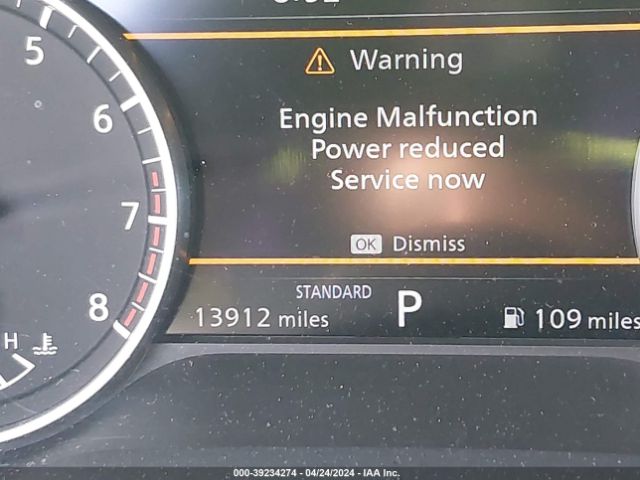 5
6
7
8
H
Warning
Engine Malfunction
Power reduced
Service now
OK Dismiss
STANDARD
13912 miles
P
109 miles
000-39234274 - 04/24/2024 - IAA Inc.